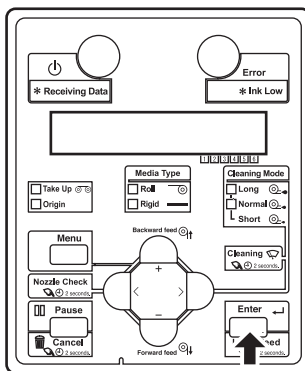 Error
* Receiving Data
* Ink Low
1 2 3 4 5 6
Take Up
Origin
Media Type
Roll
Rigid
Cleaning Mode
Long
Normal
Short
Menu
Backward feed
+
< >
−
Forward feed
Cleaning
2 seconds.
Nozzle Check
2 seconds.
Pause
Cancel
2 seconds.
Enter
2 seconds.